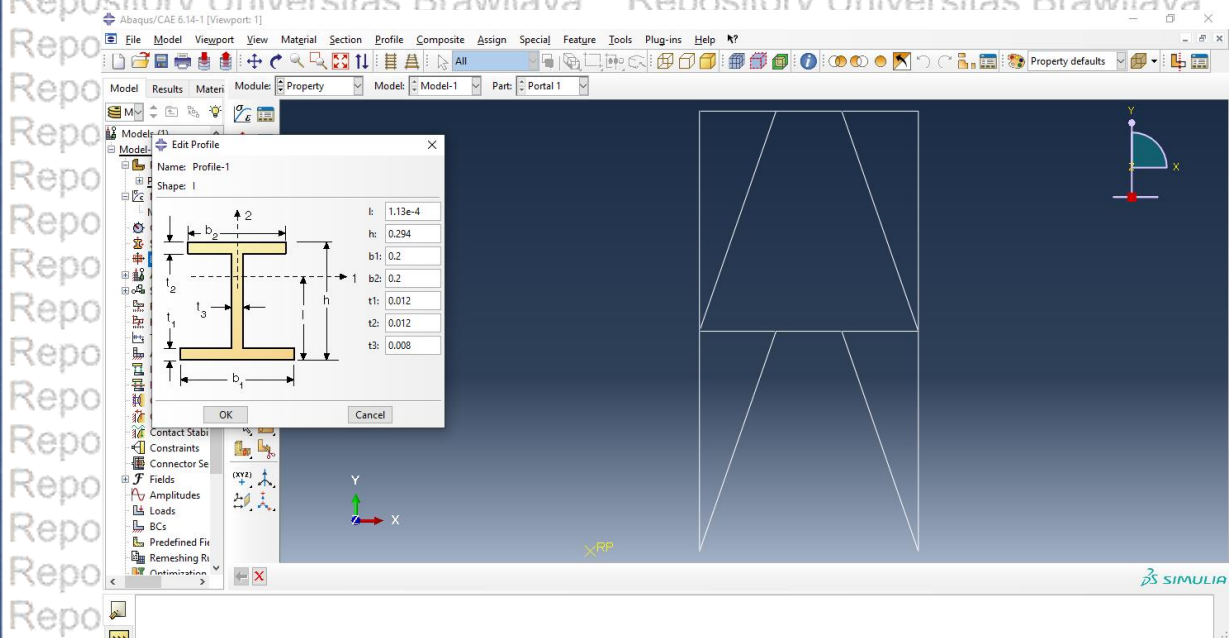 Repository Universitas Brawijaya Repository Universitas Brawijaya
Abaqus/CAE 6.14-1 [Viewport: 1]
File Model Viewport View Material Section Profile Composite Assign Special Feature Tools Plug-ins Help
All
Property defaults
Model Results Materi Module: Property Model: Model-1 Part: Portal 1
Models (1)
Model-
Edit Profile
Name: Profile-1
Shape: I
l: 1.13e-4
h: 0.294
b1: 0.2
b2: 0.2
t1: 0.012
t2: 0.012
t3: 0.008
2
b2
1
t2
h
l
t3
t1
b1
OK Cancel
Contact Stabi
Constraints
Connector Se
Fields
Amplitudes
Loads
BCs
Predefined Fie
Remeshing Ru
Optimization
(XYZ)
Y
X
Z
Y
X
RP
SIMULIA
Repo
Repo
Repo
Repo
Repo
Repo
Repo
Repo
Repo
Repo
Repo
Repo
Repo
Repo